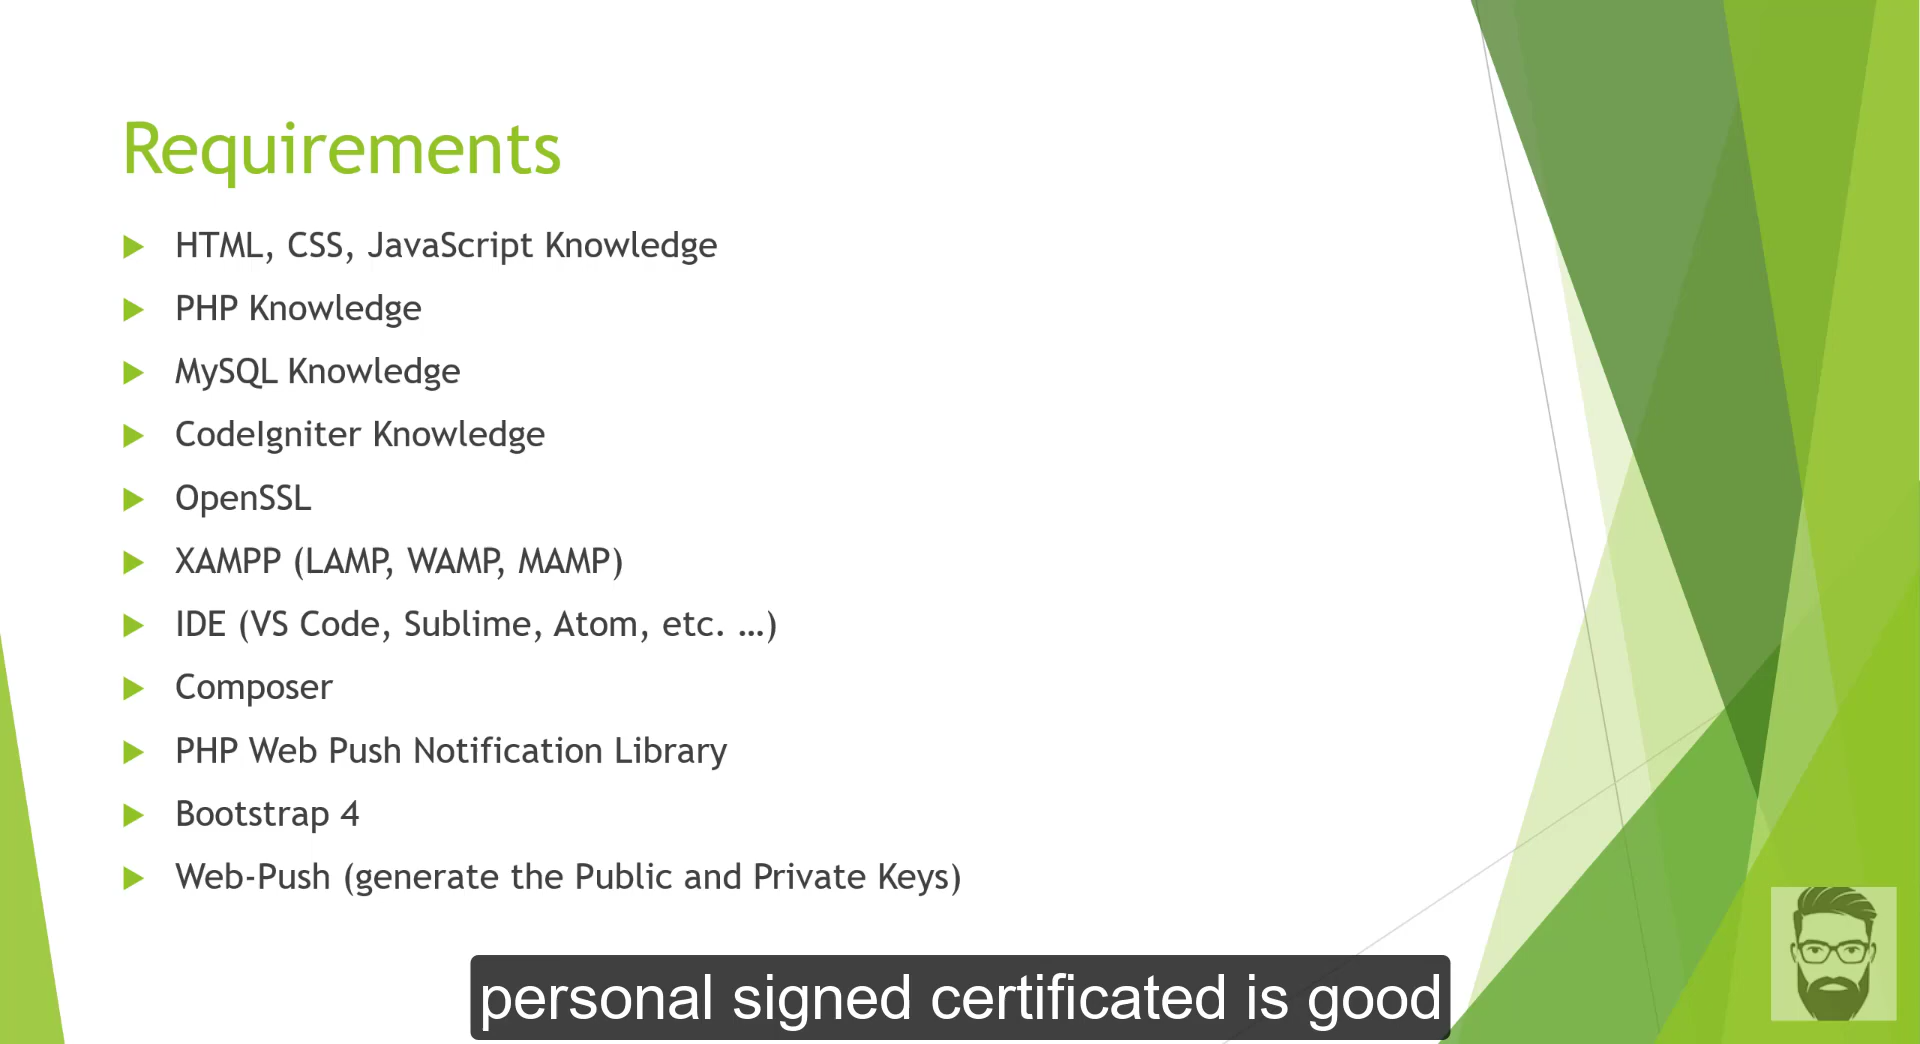 Requirements
HTML, CSS, JavaScript Knowledge
PHP Knowledge
MySQL Knowledge
CodeIgniter Knowledge
OpenSSL
XAMPP (LAMP, WAMP, MAMP)
IDE (VS Code, Sublime, Atom, etc. …)
Composer
PHP Web Push Notification Library
Bootstrap 4
Web-Push (generate the Public and Private Keys)
personal signed certificated is good